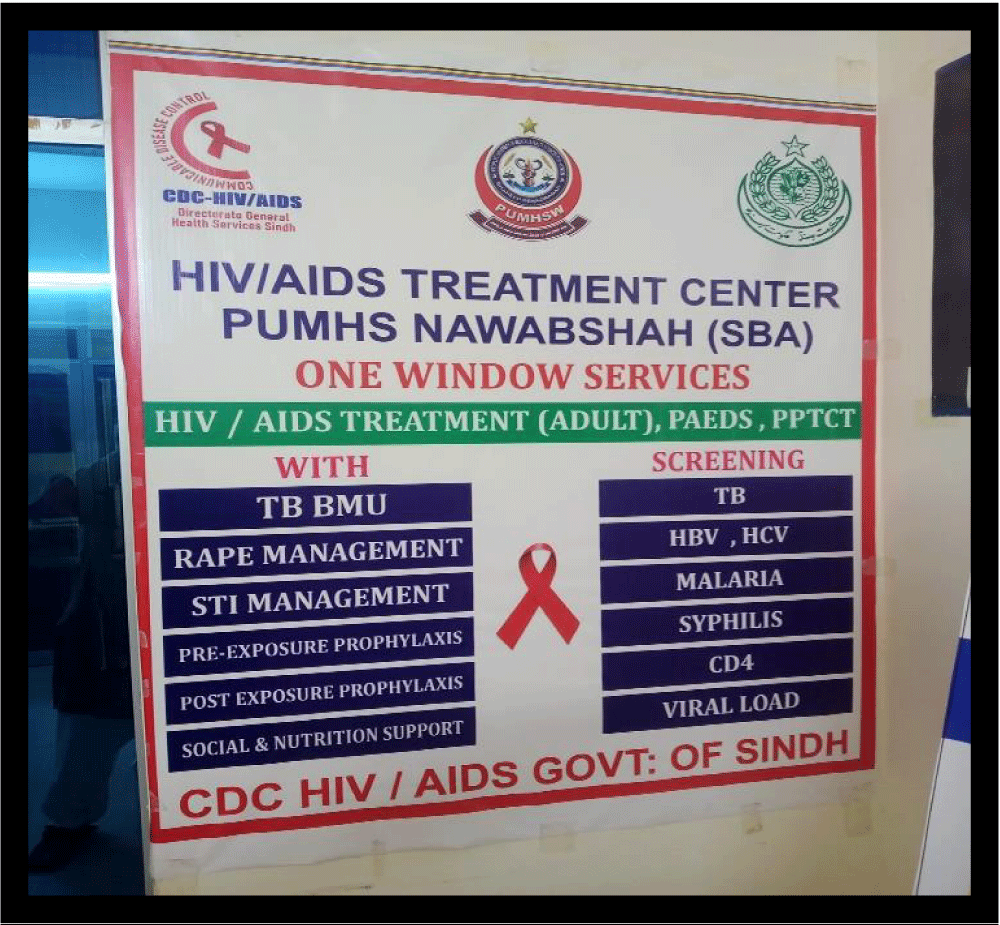 COMMUNICABLE DISEASE CONTROL
CDC-HIV/AIDS
Directorate General
Health Services Sindh
PUMHSW
HIV/AIDS TREATMENT CENTER
PUMHS NAWABSHAH (SBA)
ONE WINDOW SERVICES
HIV / AIDS TREATMENT (ADULT), PAEDS , PPTCT
WITH
TB BMU
RAPE MANAGEMENT
STI MANAGEMENT
PRE-EXPOSURE PROPHYLAXIS
POST EXPOSURE PROPHYLAXIS
SOCIAL & NUTRITION SUPPORT
SCREENING
TB
HBV , HCV
MALARIA
SYPHILIS
CD4
VIRAL LOAD
CDC HIV / AIDS GOVT: OF SINDH